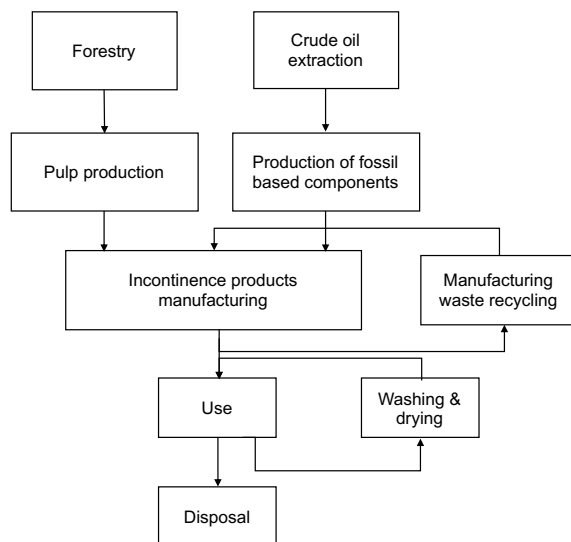 Forestry
Crude oil
extraction
Pulp production
Production of fossil
based components
Incontinence products
manufacturing
Manufacturing
waste recycling
Use
Washing &
drying
Disposal